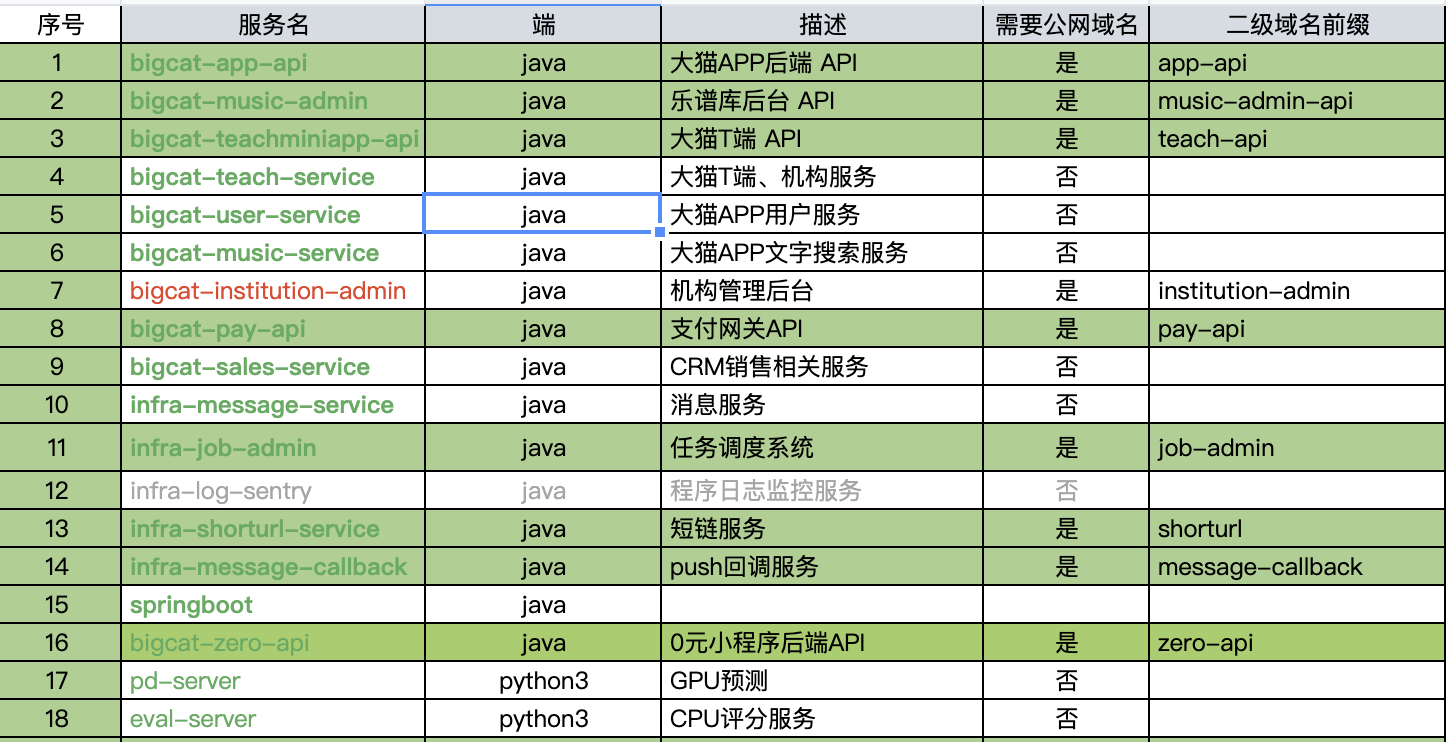 序号 服务名 端 描述 需要公网域名 二级域名前缀
1 bigcat-app-api java 大猫APP后端 API 是 app-api
2 bigcat-music-admin java 乐谱库后台 API 是 music-admin-api
3 bigcat-teachminiapp-api java 大猫T端 API 是 teach-api
4 bigcat-teach-service java 大猫T端、机构服务 否
5 bigcat-user-service java 大猫APP用户服务 否
6 bigcat-music-service java 大猫APP文字搜索服务 否
7 bigcat-institution-admin java 机构管理后台 是 institution-admin
8 bigcat-pay-api java 支付网关API 是 pay-api
9 bigcat-sales-service java CRM销售相关服务 否
10 infra-message-service java 消息服务 否
11 infra-job-admin java 任务调度系统 是 job-admin
12 infra-log-sentry java 程序日志监控服务 否
13 infra-shorturl-service java 短链服务 是 shorturl
14 infra-message-callback java push回调服务 是 message-callback
15 springboot java
16 bigcat-zero-api java 0元小程序后端API 是 zero-api
17 pd-server python3 GPU预测 否
18 eval-server python3 CPU评分服务 否